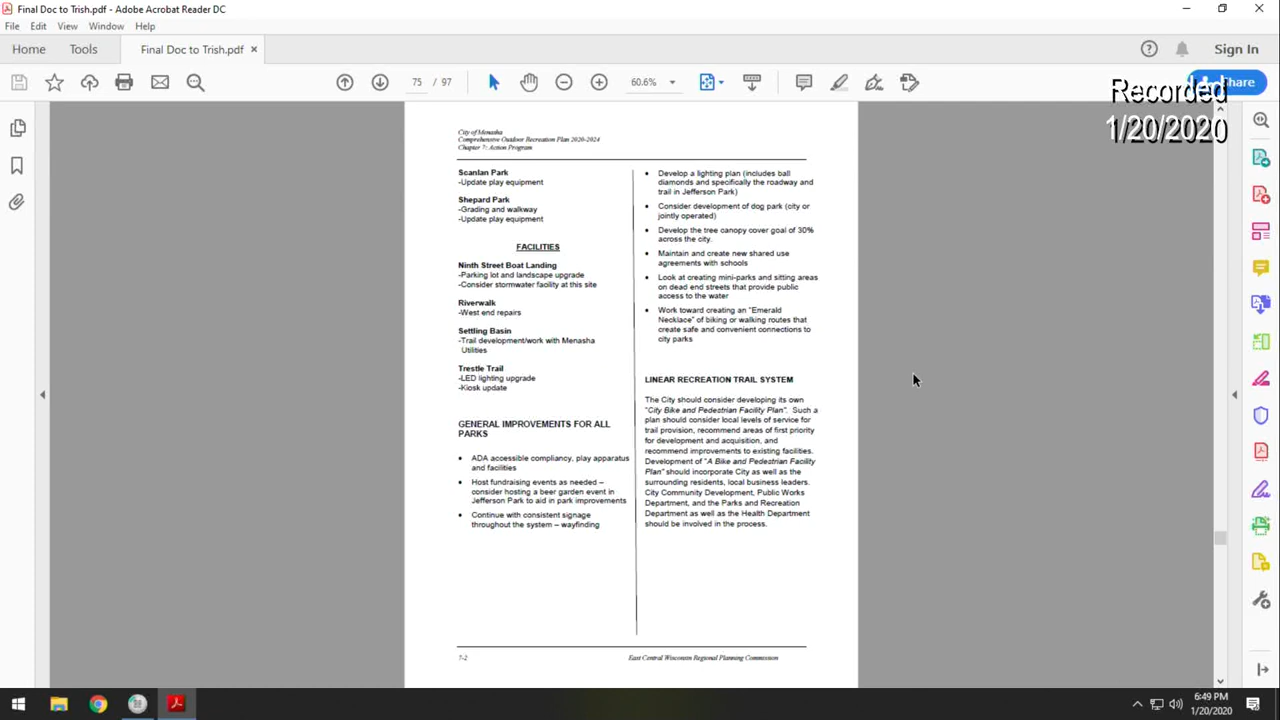 Final Doc to Trish.pdf - Adobe Acrobat Reader DC
File Edit View Window Help
Home Tools Final Doc to Trish.pdf × Sign In
75 / 97 60.6% Share
Recorded
1/20/2020
City of Menasha
Comprehensive Outdoor Recreation Plan 2020-2024
Chapter 7: Action Program
Scanlan Park
-Update play equipment
Shepard Park
-Grading and walkway
-Update play equipment
FACILITIES
Ninth Street Boat Landing
-Parking lot and landscape upgrade
-Consider stormwater facility at this site
Riverwalk
-West end repairs
Settling Basin
-Trail development/work with Menasha
Utilities
Trestle Trail
-LED lighting upgrade
-Kiosk update
GENERAL IMPROVEMENTS FOR ALL
PARKS
• ADA accessible compliancy, play apparatus
and facilities
• Host fundraising events as needed –
consider hosting a beer garden event in
Jefferson Park to aid in park improvements
• Continue with consistent signage
throughout the system – wayfinding
• Develop a lighting plan (includes ball
diamonds and specifically the roadway and
trail in Jefferson Park)
• Consider development of dog park (city or
jointly operated)
• Develop the tree canopy cover goal of 30%
across the city.
• Maintain and create new shared use
agreements with schools
• Look at creating mini-parks and sitting areas
on dead end streets that provide public
access to the water
• Work toward creating an "Emerald
Necklace" of biking or walking routes that
create safe and convenient connections to
city parks
LINEAR RECREATION TRAIL SYSTEM
The City should consider developing its own
"City Bike and Pedestrian Facility Plan". Such a
plan should consider local levels of service for
trail provision, recommend areas of first priority
for development and acquisition, and
recommend improvements to existing facilities.
Development of "A Bike and Pedestrian Facility
Plan" should incorporate City as well as the
surrounding residents, local business leaders.
City Community Development, Public Works
Department, and the Parks and Recreation
Department as well as the Health Department
should be involved in the process.
7-2 East Central Wisconsin Regional Planning Commission
6:49 PM
1/20/2020